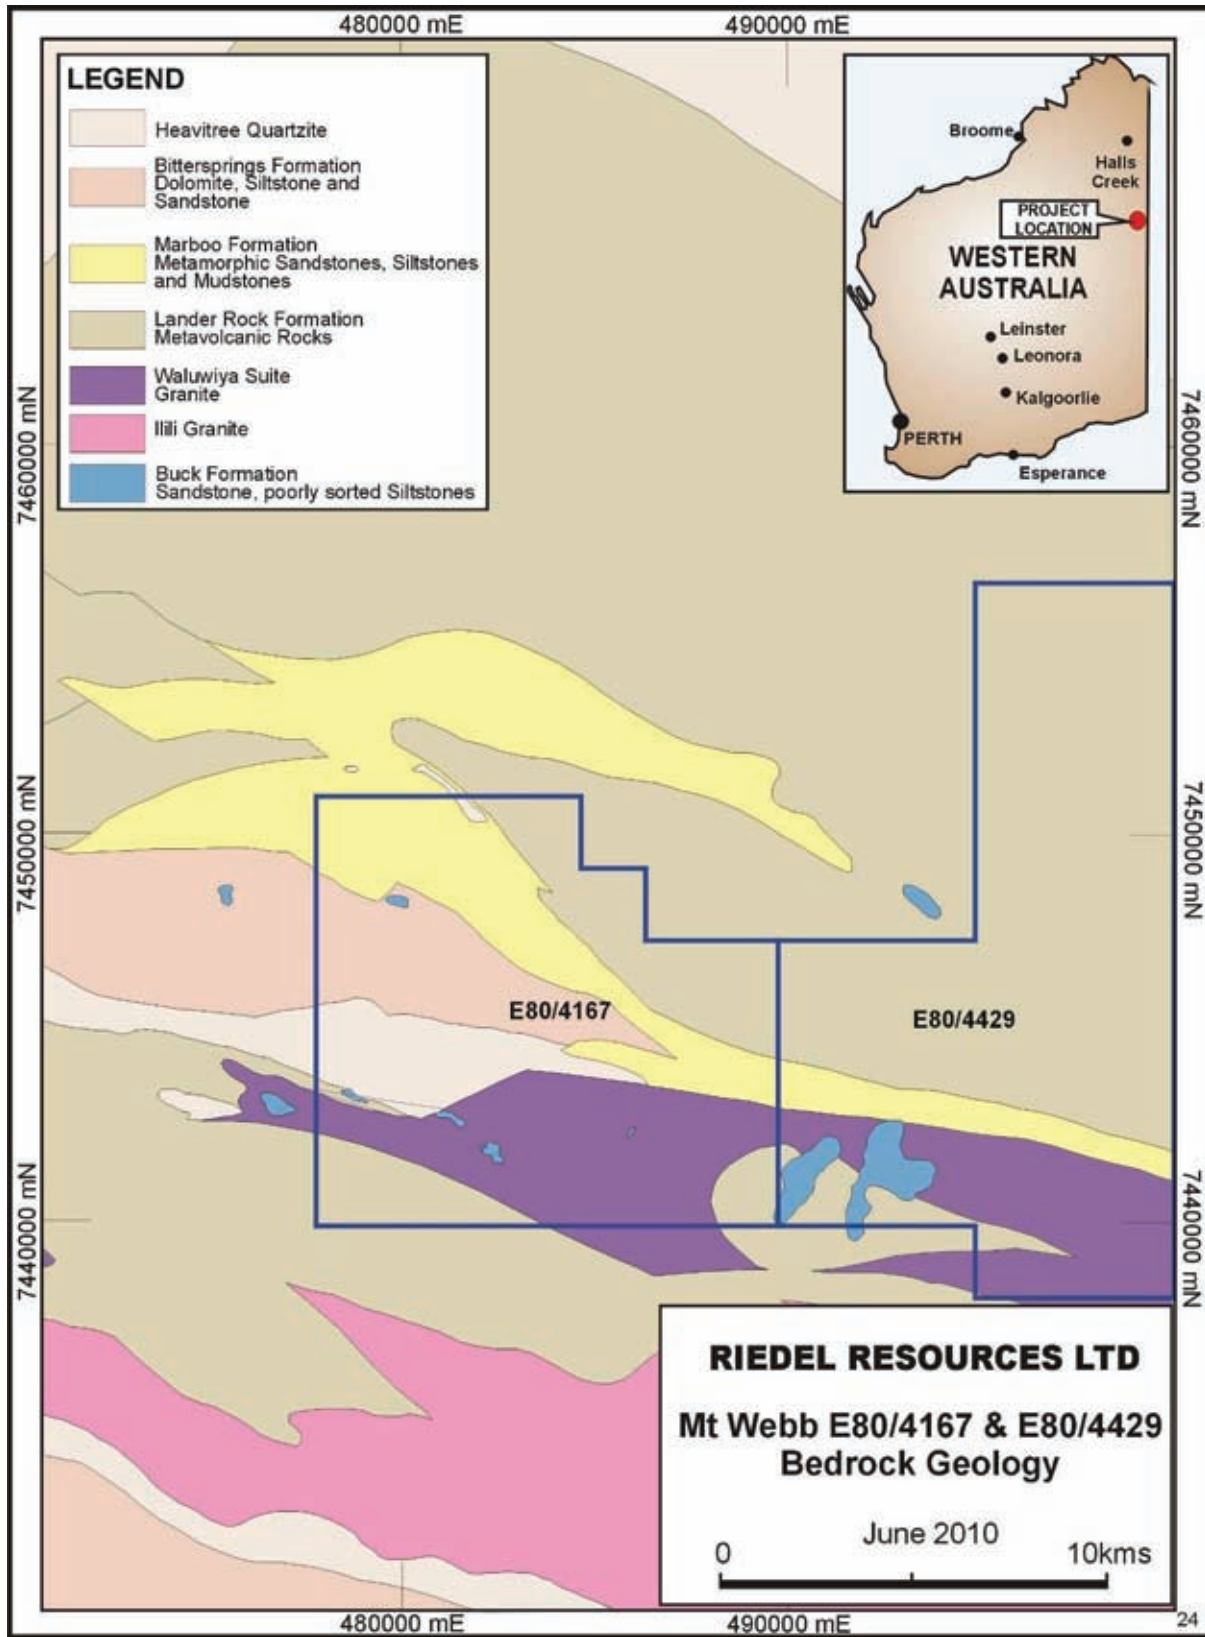 480000 mE
490000 mE
LEGEND
Heavitree Quartzite
Bittersprings Formation
Dolomite, Siltstone and
Sandstone
Marboo Formation
Metamorphic Sandstones, Siltstones
and Mudstones
Lander Rock Formation
Metavolcanic Rocks
Waluwiya Suite
Granite
Ilili Granite
Buck Formation
Sandstone, poorly sorted Siltstones
Broome
Halls
Creek
PROJECT
LOCATION
WESTERN
AUSTRALIA
Leinster
Leonora
Kalgoorlie
PERTH
Esperance
7460000 mN
7460000 mN
7450000 mN
7450000 mN
E80/4167
E80/4429
7440000 mN
7440000 mN
RIEDEL RESOURCES LTD
Mt Webb E80/4167 & E80/4429
Bedrock Geology
June 2010
0
10kms
480000 mE
490000 mE
24